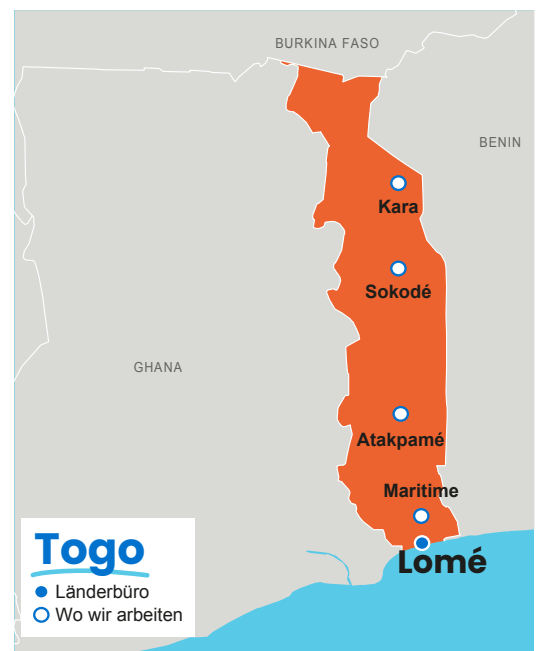 BURKINA FASO
BENIN
Kara
Sokodé
GHANA
Atakpamé
Maritime
Lomé
Togo
Länderbüro
Wo wir arbeiten